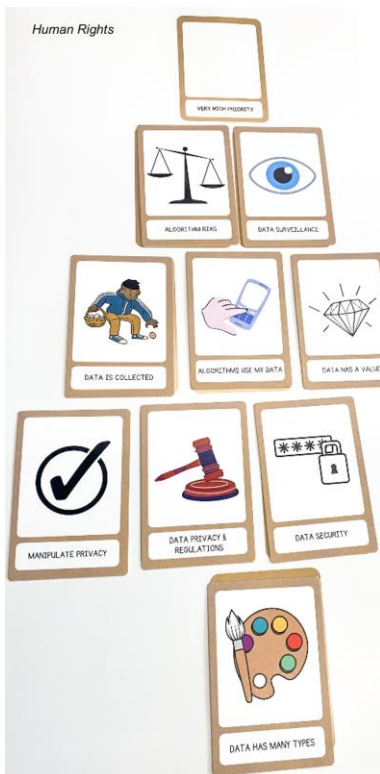 Human Rights
VERY HIGH PRIORITY
ALGORITHM BIAS
DATA SURVEILLANCE
DATA IS COLLECTED
ALGORITHMS USE MY DATA
DATA HAS A VALUE
MANIPULATE PRIVACY
DATA PRIVACY &
REGULATIONS
DATA SECURITY
****
DATA HAS MANY TYPES